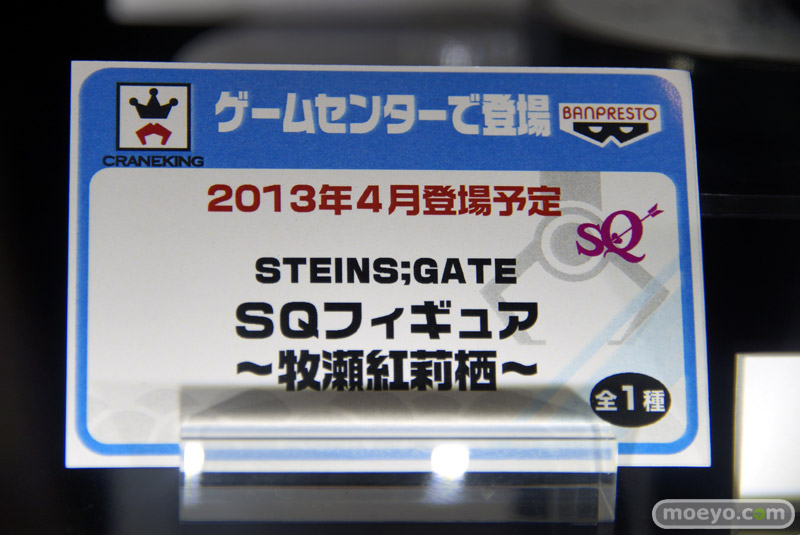 CRANEKING
ゲームセンターで登場
BANPRESTO
2013年4月登場予定
SQ
STEINS;GATE
SQフィギュア
～牧瀬紅莉栖～
全1種
moeyo.com